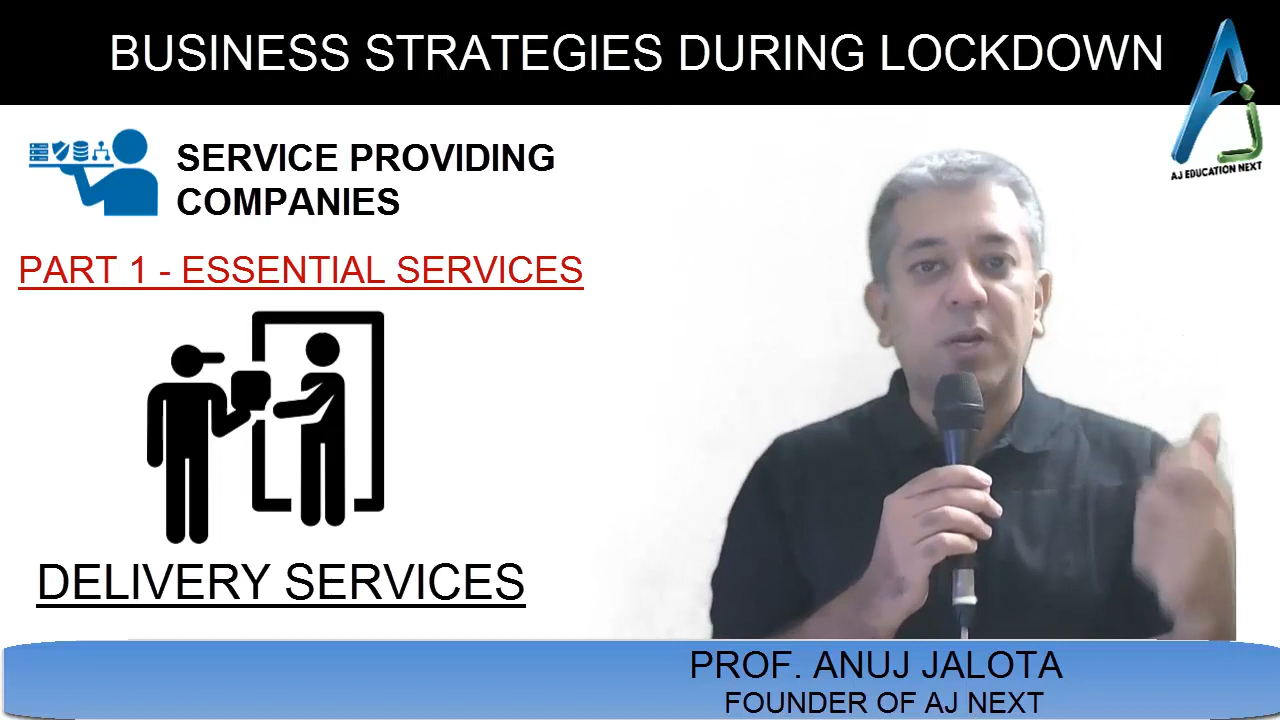 BUSINESS STRATEGIES DURING LOCKDOWN
AJ EDUCATION NEXT
SERVICE PROVIDING
COMPANIES
PART 1 - ESSENTIAL SERVICES
DELIVERY SERVICES
PROF. ANUJ JALOTA
FOUNDER OF AJ NEXT